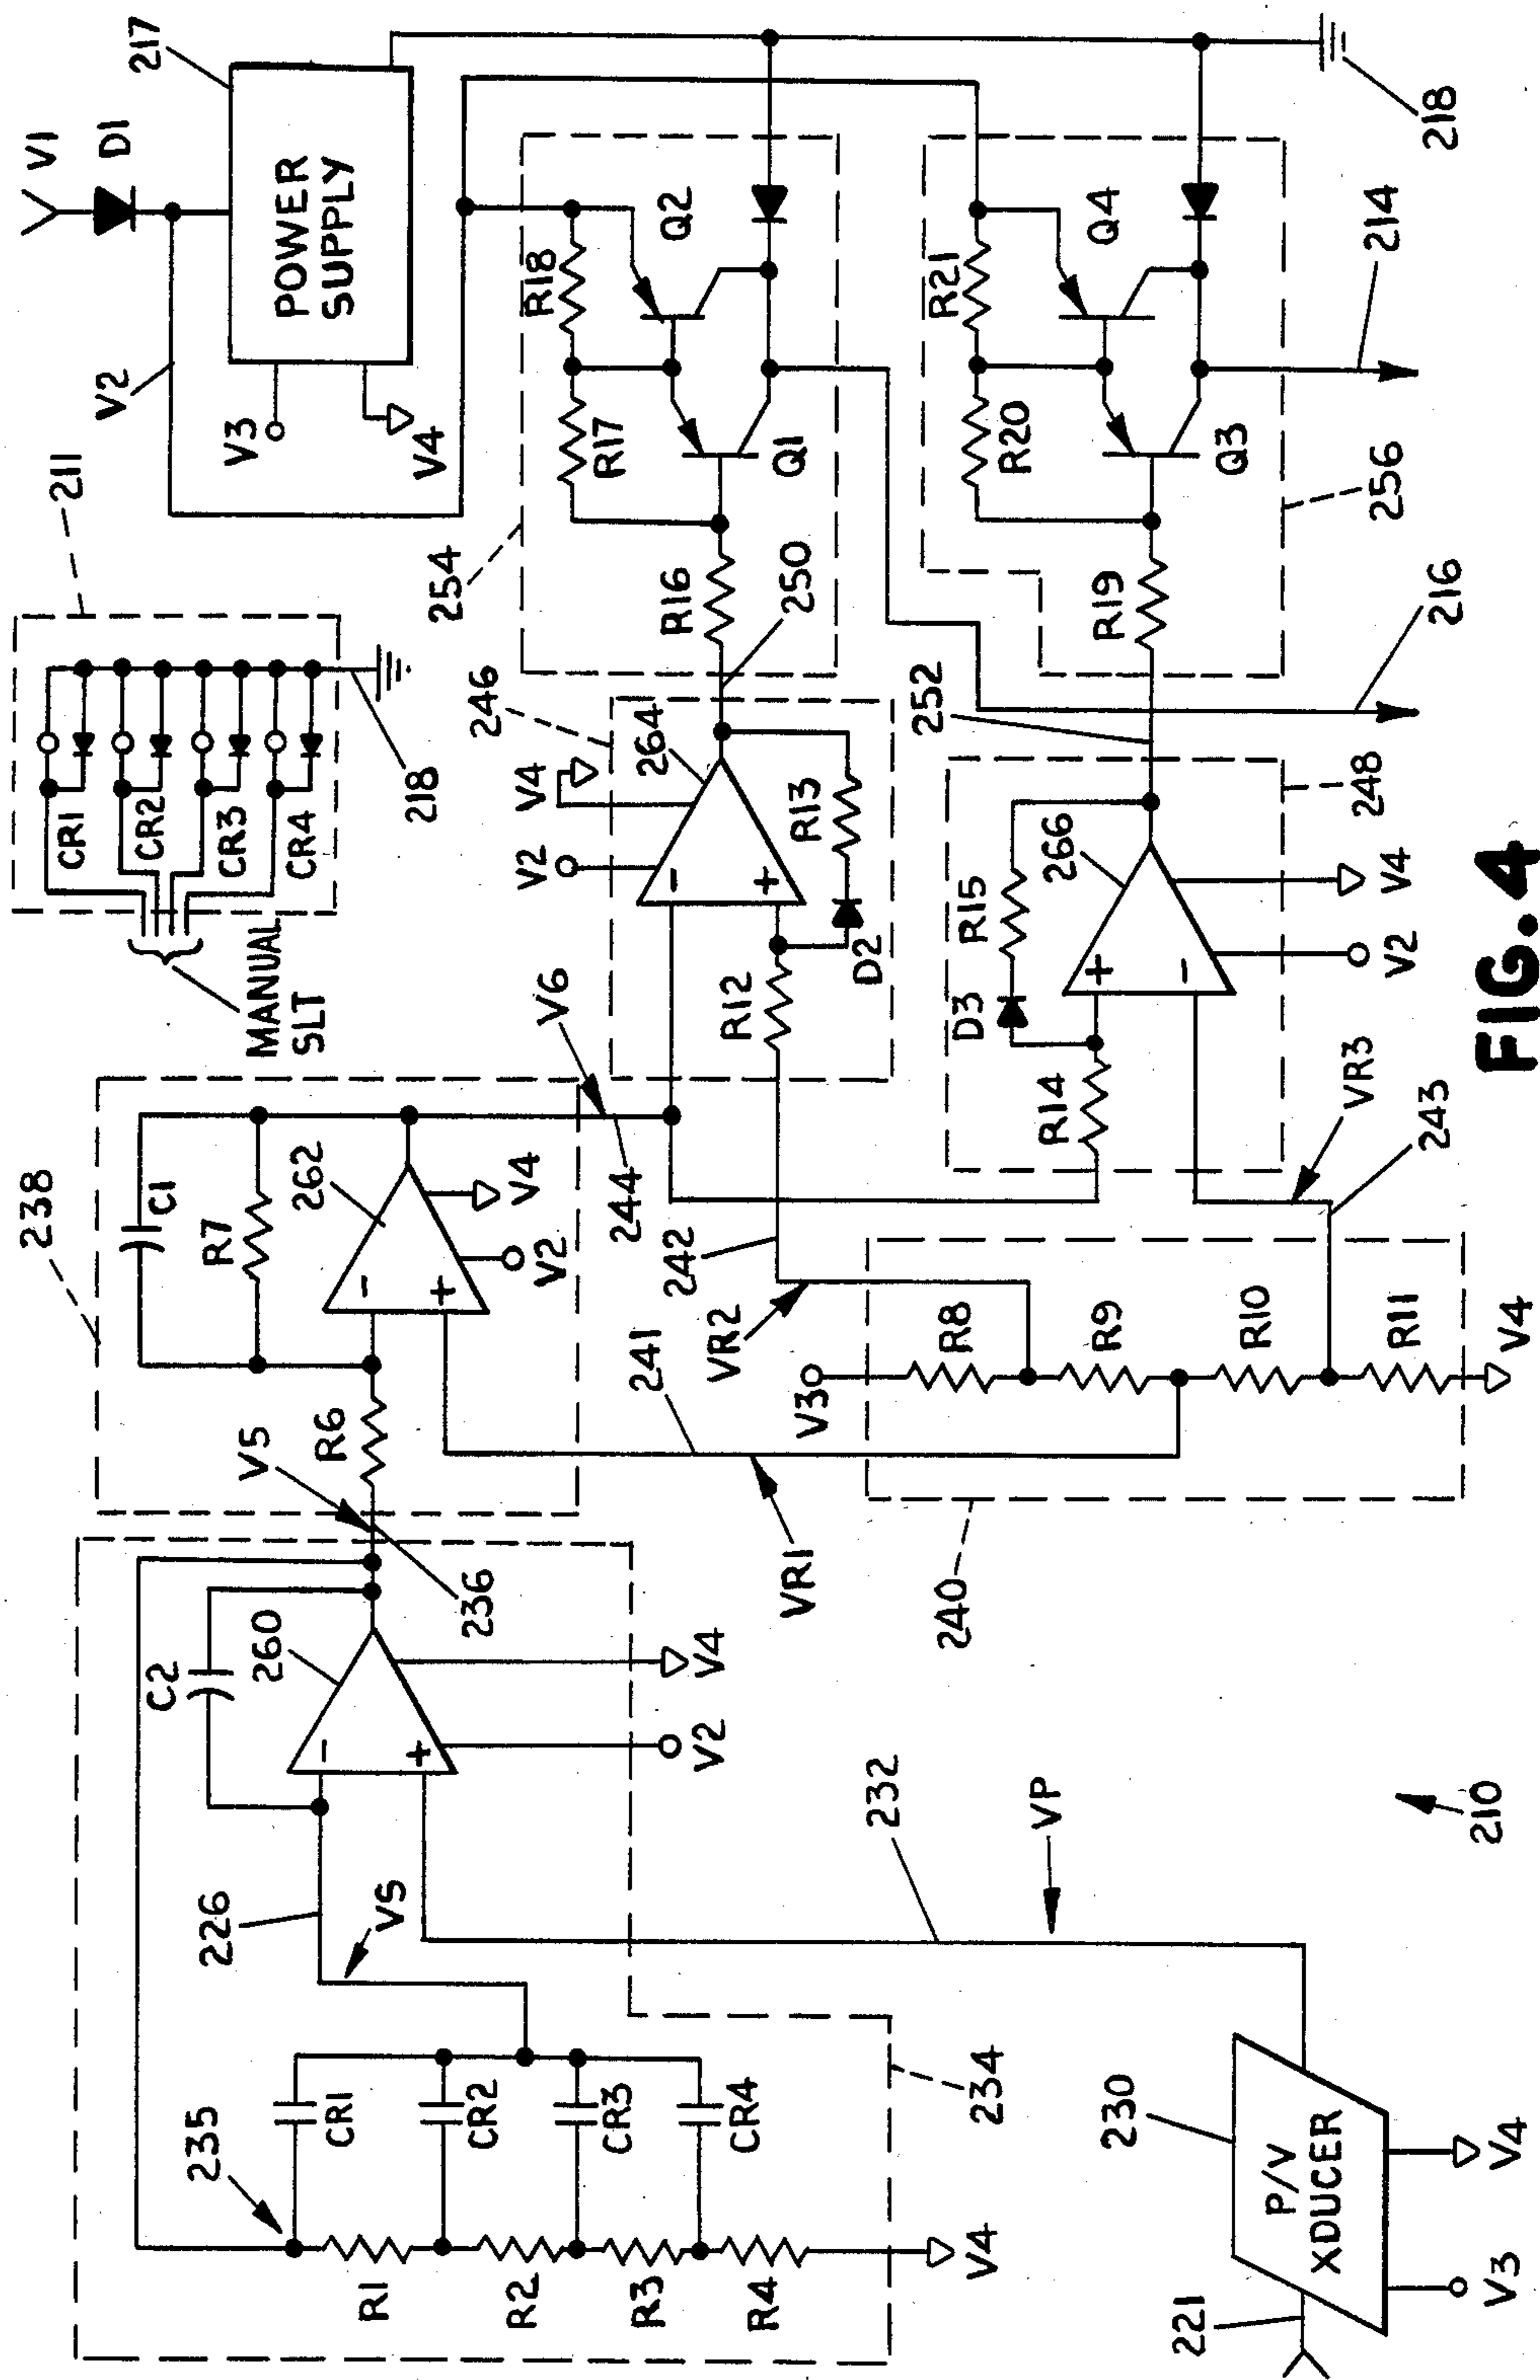 V1
D1
217
POWER
SUPPLY
V2
V3
V4
211
CR1
CR2
CR3
CR4
218
MANUAL
SLT
254
R18
Q2
R17
Q1
R16
250
R21
Q4
R20
Q3
R19
256
218
214
216
246
V4
264
V2
R13
R12
D2
V6
252
248
266
R15
D3
R14
V4
V2
VR3
243
238
C1
R7
262
V4
V2
244
242
R6
V5
241
VR2
V3
R8
R9
R10
R11
V4
VR1
240
236
C2
260
V4
V2
226
VS
232
VP
235
CR1
CR2
CR3
CR4
R1
R2
R3
R4
V4
234
230
P/V
XDUCER
221
V3
V4
210
FIG.4